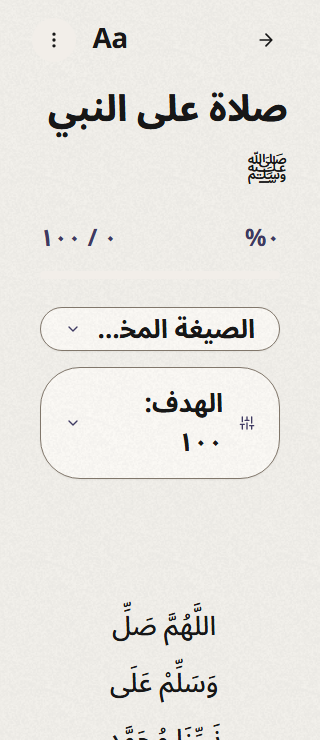 Aa
صلاة على النبي
ﷺ
٠٪
٠ / ١٠٠
الصيغة المخ...
الهدف:
١٠٠
اللَّهُمَّ صَلِّ
وَسَلِّمْ عَلَى